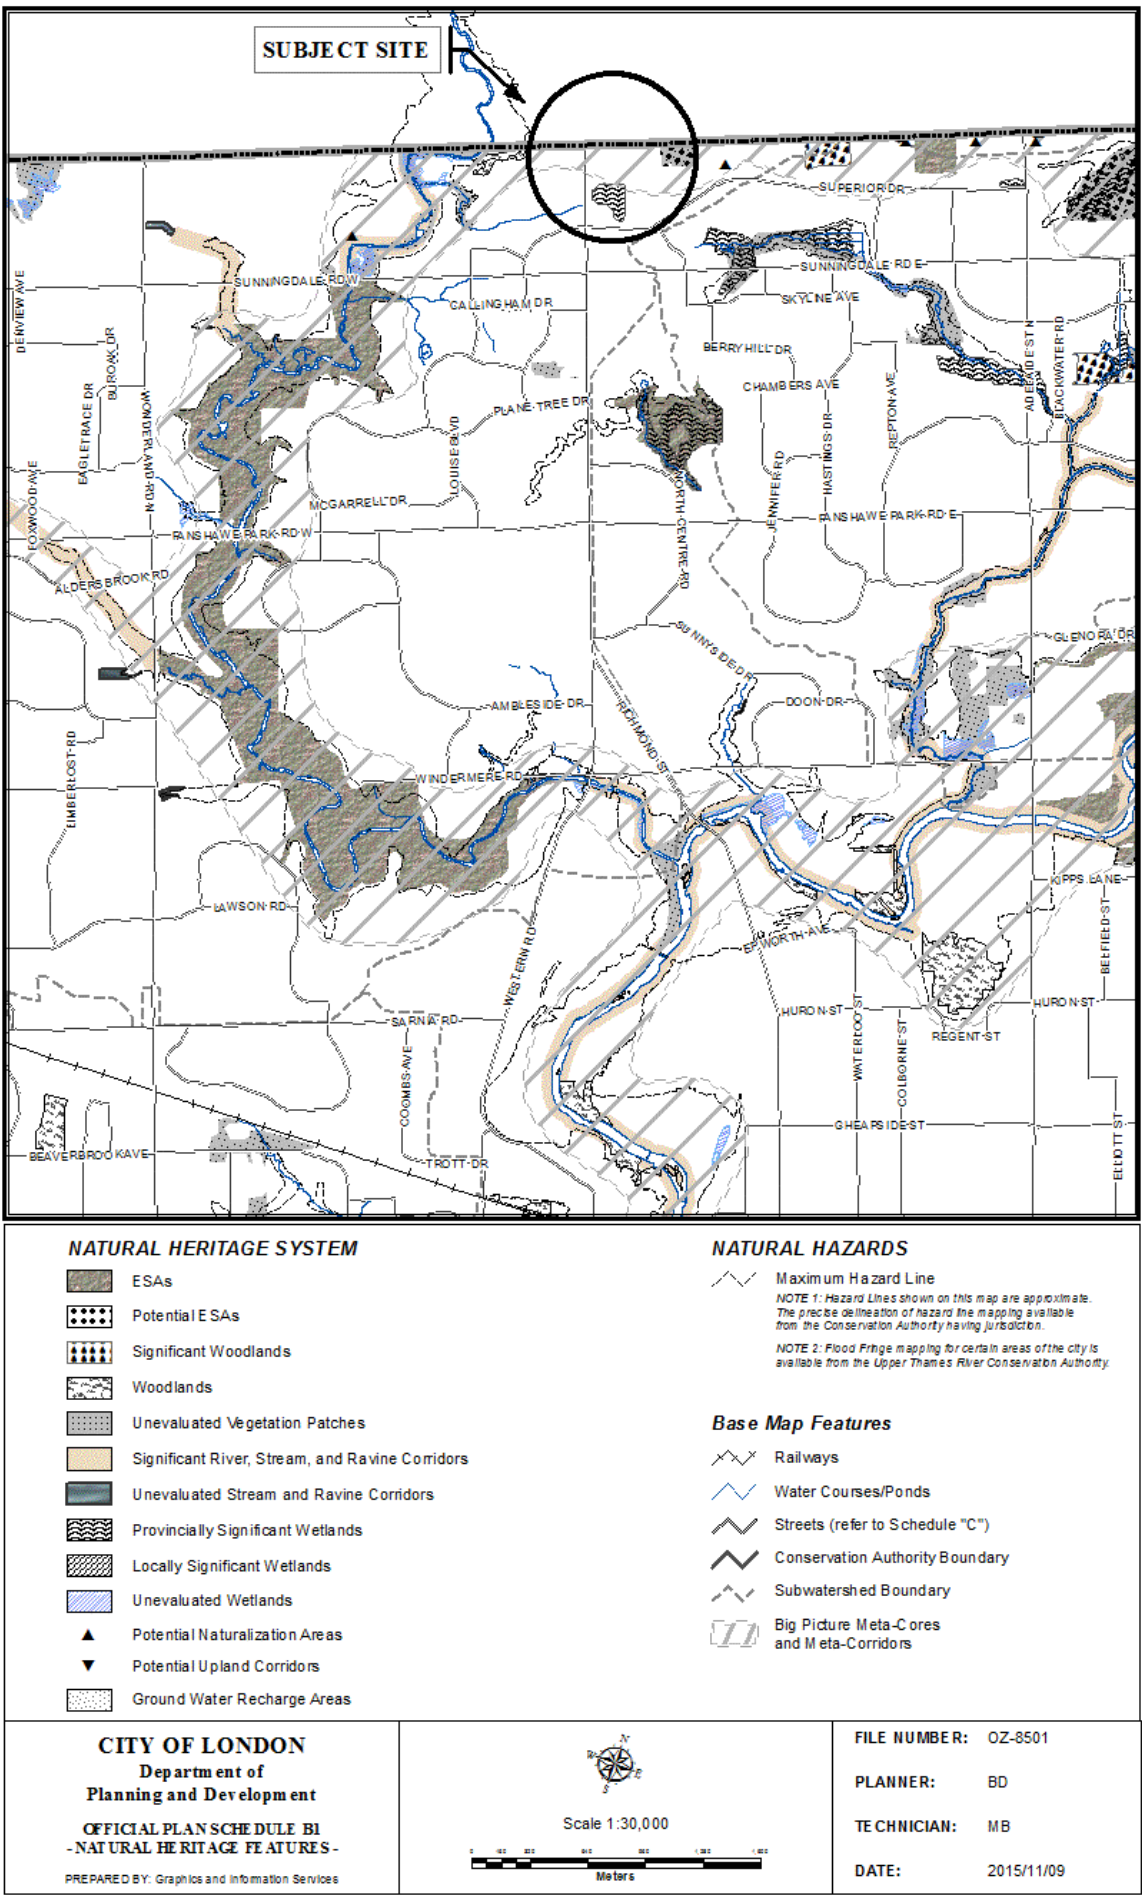 SUBJECT SITE
SUPERIOR DR
SUNNINGDALE RD W
SUNNINGDALE RD E
CALLINGHAM DR
SKYLINE AVE
DENVIEW AVE
BUROAK DR
EAGLETRACE DR
WONDERLAND RD N
FOXWOOD AVE
BERRYHILL DR
CHAMBERS AVE
ADELAIDE ST N
BLACKWATER RD
PLANE TREE DR
LOUISE BLVD
HASTINGS DR
REPTON AVE
JENNIFER RD
MCGARRELL DR
NORTH CENTRE RD
FANSHAWE PARK RD W
FANSHAWE PARK RD E
ALDERSBROOK RD
SUNNYSIDE DR
GLENORA DR
AMBLESIDE DR
DOON DR
RICHMOND ST
WINDERMERE RD
LAWSON RD
KIPPS LANE
WESTERN RD
EPWORTH AVE
BELFIELD ST
HURON ST
HURON ST
REGENT ST
SARNIA RD
COOMBS AVE
WATERLOO ST
COLBORNE ST
CHEAPSIDE ST
ELLIOTT ST
BEAVERBROOK AVE
TROTT DR
NATURAL HERITAGE SYSTEM
ESAs
Potential ESAs
Significant Woodlands
Woodlands
Unevaluated Vegetation Patches
Significant River, Stream, and Ravine Corridors
Unevaluated Stream and Ravine Corridors
Provincially Significant Wetlands
Locally Significant Wetlands
Unevaluated Wetlands
Potential Naturalization Areas
Potential Upland Corridors
Ground Water Recharge Areas
NATURAL HAZARDS
Maximum Hazard Line
NOTE 1: Hazard Lines shown on this map are approximate.
The precise delineation of hazard line mapping available
from the Conservation Authority having jurisdiction.
NOTE 2: Flood Fringe mapping for certain areas of the city is
available from the Upper Thames River Conservation Authority.
Base Map Features
Railways
Water Courses/Ponds
Streets (refer to Schedule "C")
Conservation Authority Boundary
Subwatershed Boundary
Big Picture Meta-Cores
and Meta-Corridors
CITY OF LONDON
Department of
Planning and Development
OFFICIAL PLAN SCHEDULE B1
- NATURAL HERITAGE FEATURES -
PREPARED BY: Graphics and Information Services
N
W
E
S
Scale 1:30,000
Meters
FILE NUMBER: OZ-8501
PLANNER: BD
TECHNICIAN: MB
DATE: 2015/11/09